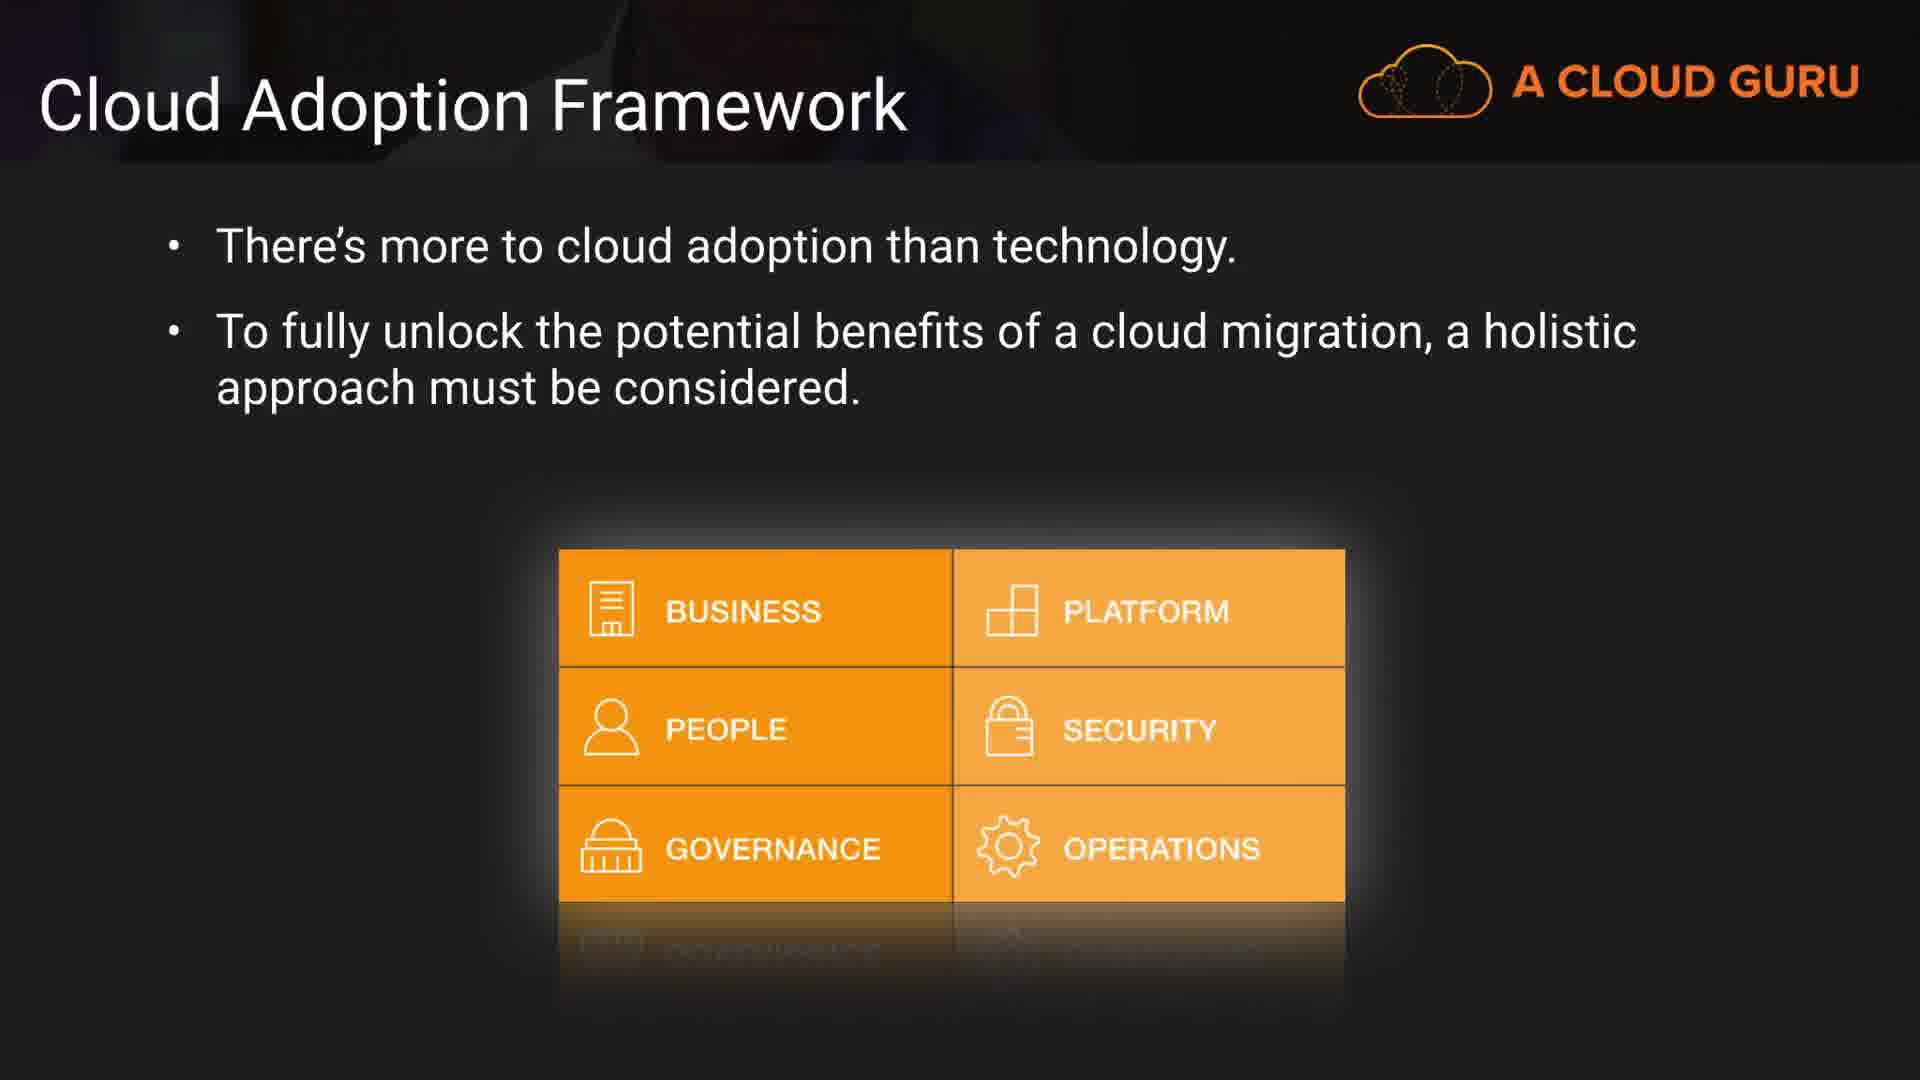 Cloud Adoption Framework
A CLOUD GURU
• There’s more to cloud adoption than technology.
• To fully unlock the potential benefits of a cloud migration, a holistic
approach must be considered.
BUSINESS
PLATFORM
PEOPLE
SECURITY
GOVERNANCE
OPERATIONS